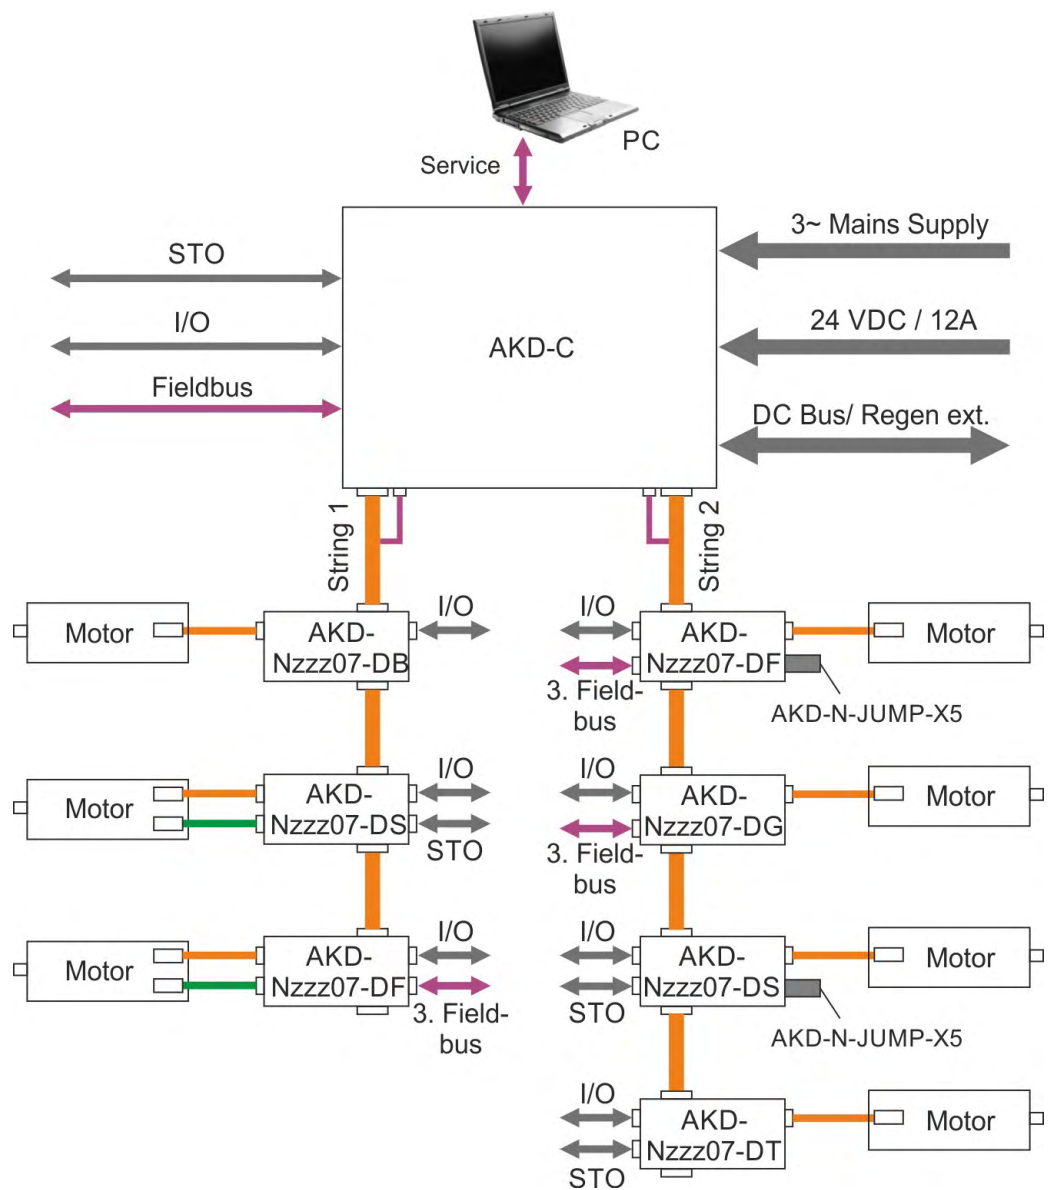 PC
Service
3~ Mains Supply
STO
I/O
24 VDC / 12A
AKD-C
Fieldbus
DC Bus/ Regen ext.
String 1
String 2
Motor
AKD-
Nzzz07-DB
I/O
I/O
3. Field-
bus
AKD-
Nzzz07-DF
Motor
AKD-N-JUMP-X5
Motor
AKD-
Nzzz07-DS
I/O
STO
I/O
3. Field-
bus
AKD-
Nzzz07-DG
Motor
Motor
AKD-
Nzzz07-DF
I/O
3. Field-
bus
I/O
STO
AKD-
Nzzz07-DS
Motor
AKD-N-JUMP-X5
I/O
STO
AKD-
Nzzz07-DT
Motor